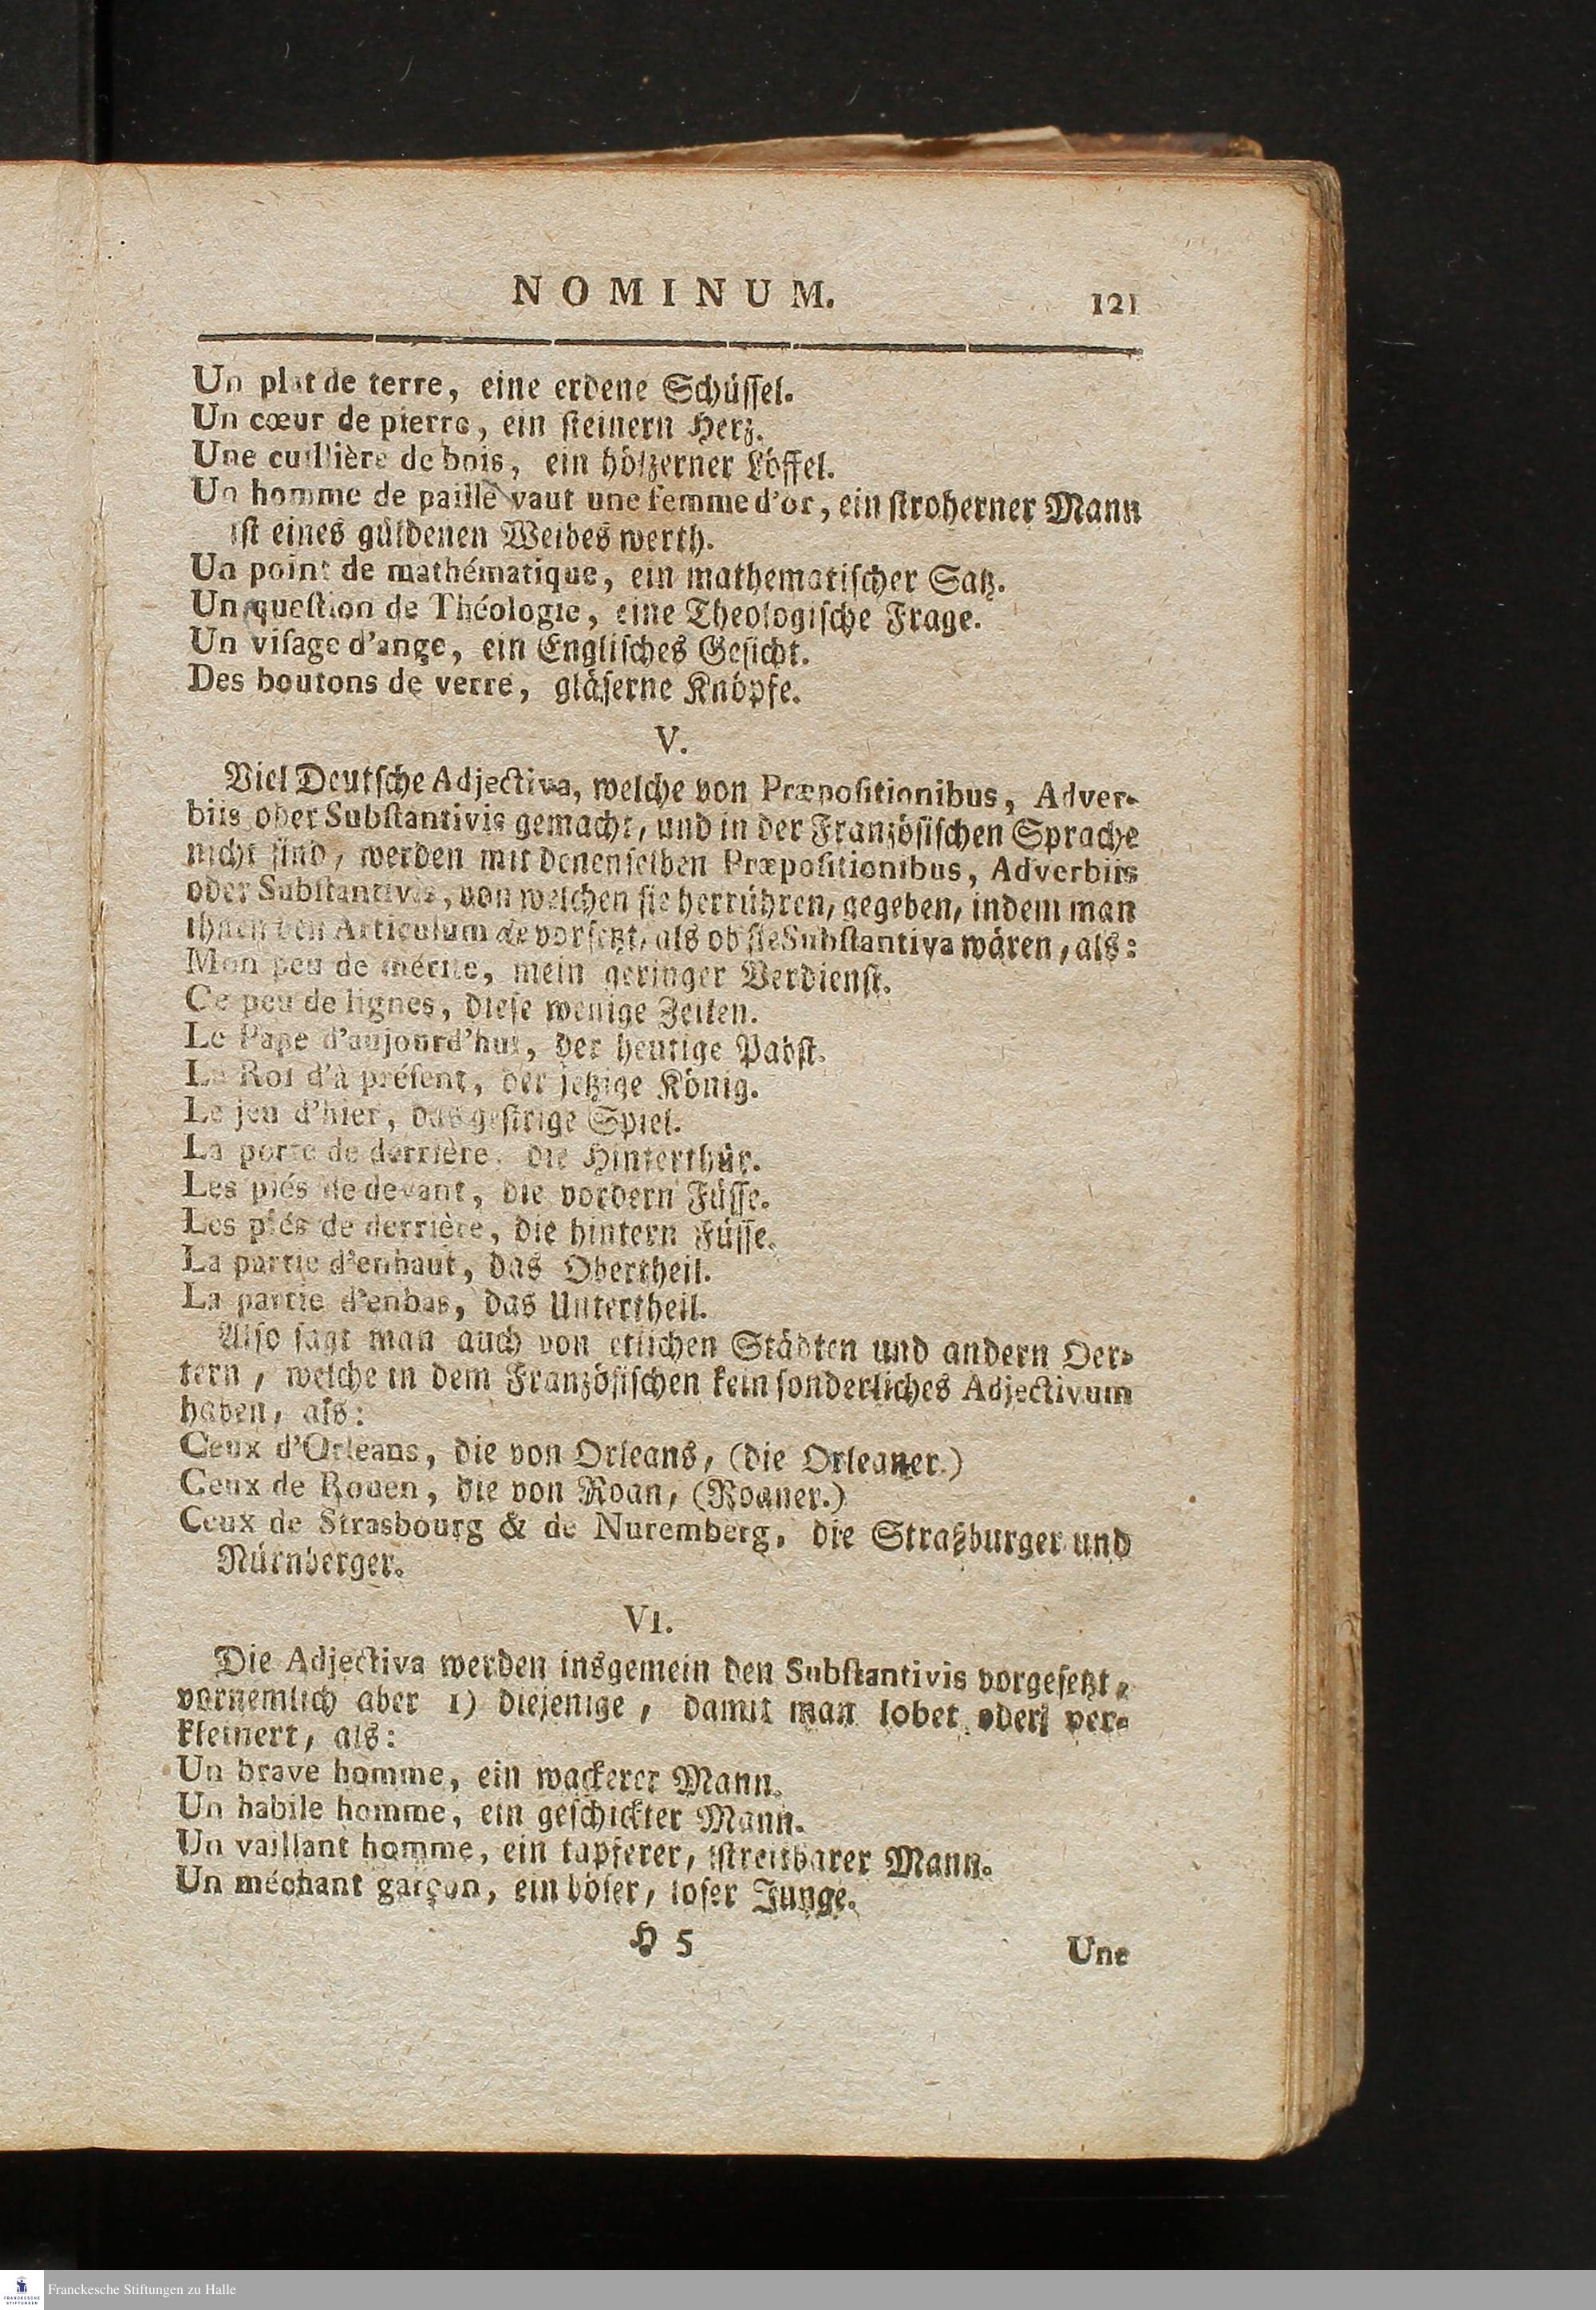 NOMINUM. 121
Un plat de terre, eine erdene Schüssel.
Un cœur de pierre, ein steinern Herz.
Une cuillière de bois, ein hölzerner Löffel.
Un homme de paille vaut une femme d'or, ein stroherner Mann
ist eines güldenen Weibes werth.
Un point de mathématique, ein mathematischer Satz.
Un question de Théologie, eine Theologische Frage.
Un visage d'ange, ein Englisches Gesicht.
Des boutons de verre, gläserne Knöpfe.
V.
Viel Deutsche Adjectiva, welche von Præpositionibus, Adver-
biis oder Substantivis gemacht, und in der Französischen Sprache
nicht sind, werden mit denenselben Præpositionibus, Adverbiis
oder Substantivis, von welchen sie herrühren, gegeben, indem man
ihnen den Articulum de vorsetzt, als ob sie Substantiva wären, als:
Mon peu de mérite, mein geringer Verdienst.
Ce peu de lignes, diese wenige Zeilen.
Le Pape d'aujourd'hui, der heutige Pabst.
Le Roi d'à présent, der jetzige König.
Le jeu d'hier, das gestrige Spiel.
La porte de derrière, die Hinterthür.
Les piés de devant, die vordern Füsse.
Les piés de derrière, die hintern Füsse.
La partie d'enhaut, das Obertheil.
La partie d'enbas, das Untertheil.
Also sagt man auch von etlichen Städten und andern Oer-
tern, welche in dem Französischen kein sonderliches Adjectivum
haben, als:
Ceux d'Orleans, die von Orleans, (die Orleaner.)
Ceux de Rouen, die von Roan, (Roaner.)
Ceux de Strasbourg & de Nuremberg, die Straßburger und
Nürnberger.
VI.
Die Adjectiva werden insgemein den Substantivis vorgesetzt,
vornemlich aber 1) diejenige, damit man lobet oder ver-
kleinert, als:
Un brave homme, ein wackerer Mann.
Un habile homme, ein geschickter Mann.
Un vaillant homme, ein tapferer, streitbarer Mann.
Un méchant garçon, ein böser, loser Junge.
H 5 Une
Franckesche Stiftungen zu Halle
FRANCKESCHE
STIFTUNGEN